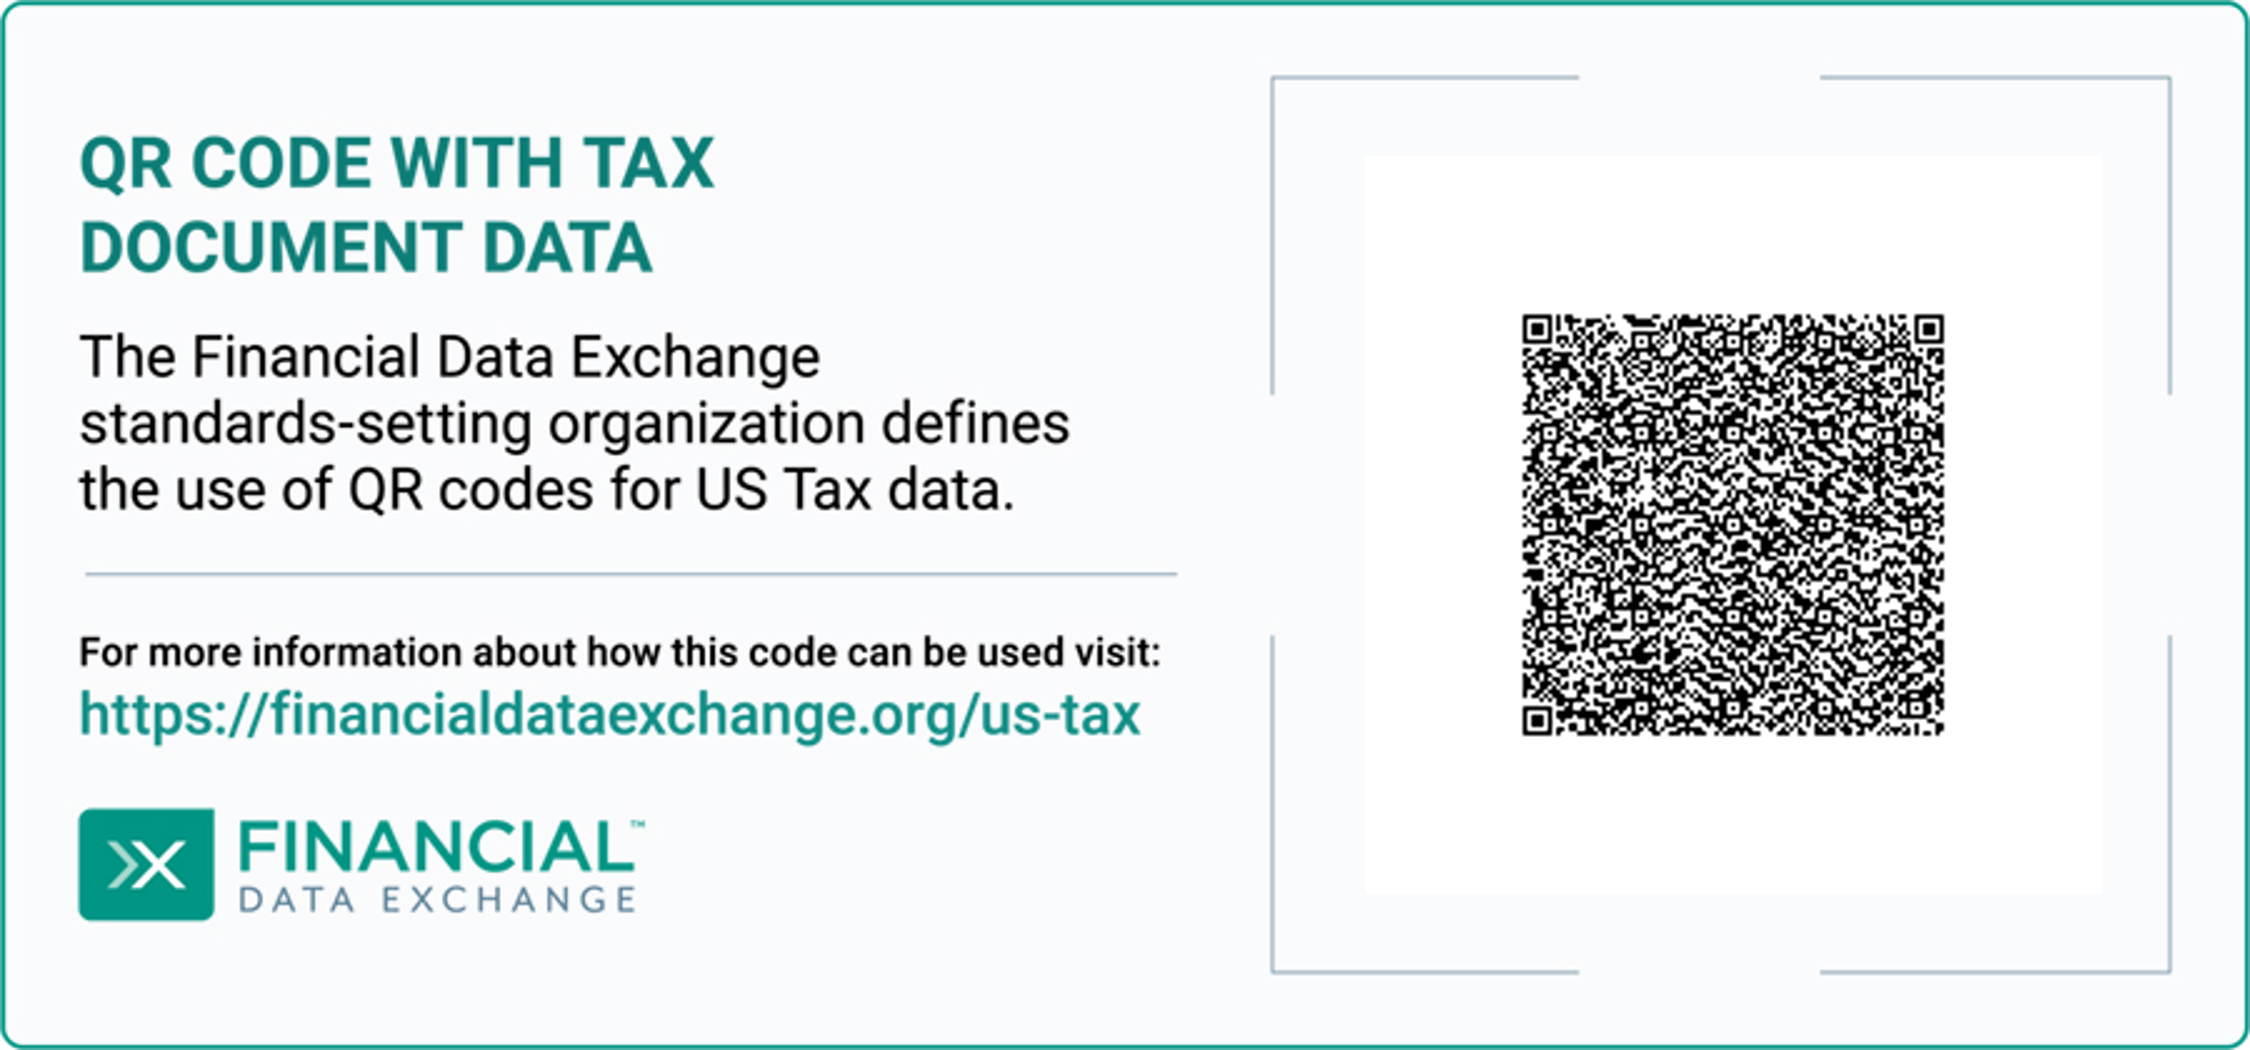 QR CODE WITH TAX
DOCUMENT DATA
The Financial Data Exchange
standards-setting organization defines
the use of QR codes for US Tax data.
For more information about how this code can be used visit:
https://financialdataexchange.org/us-tax
FINANCIAL™
DATA EXCHANGE